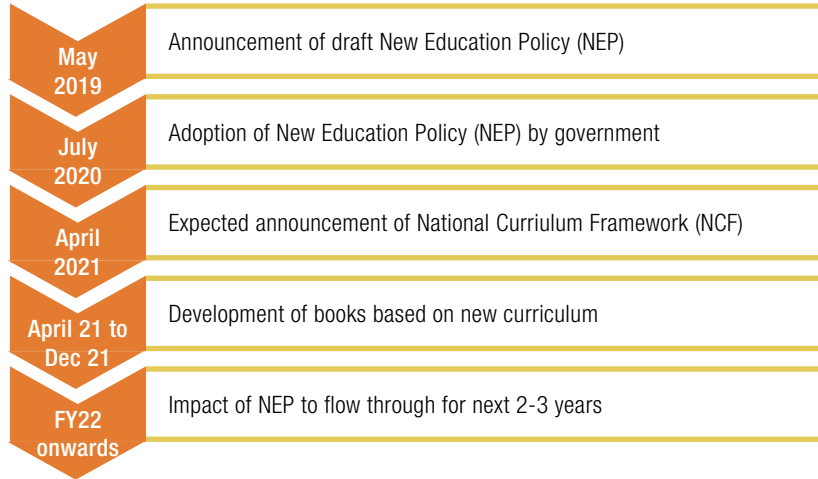 May
2019
Announcement of draft New Education Policy (NEP)
July
2020
Adoption of New Education Policy (NEP) by government
April
2021
Expected announcement of National Curriulum Framework (NCF)
April 21 to
Dec 21
Development of books based on new curriculum
FY22
onwards
Impact of NEP to flow through for next 2-3 years